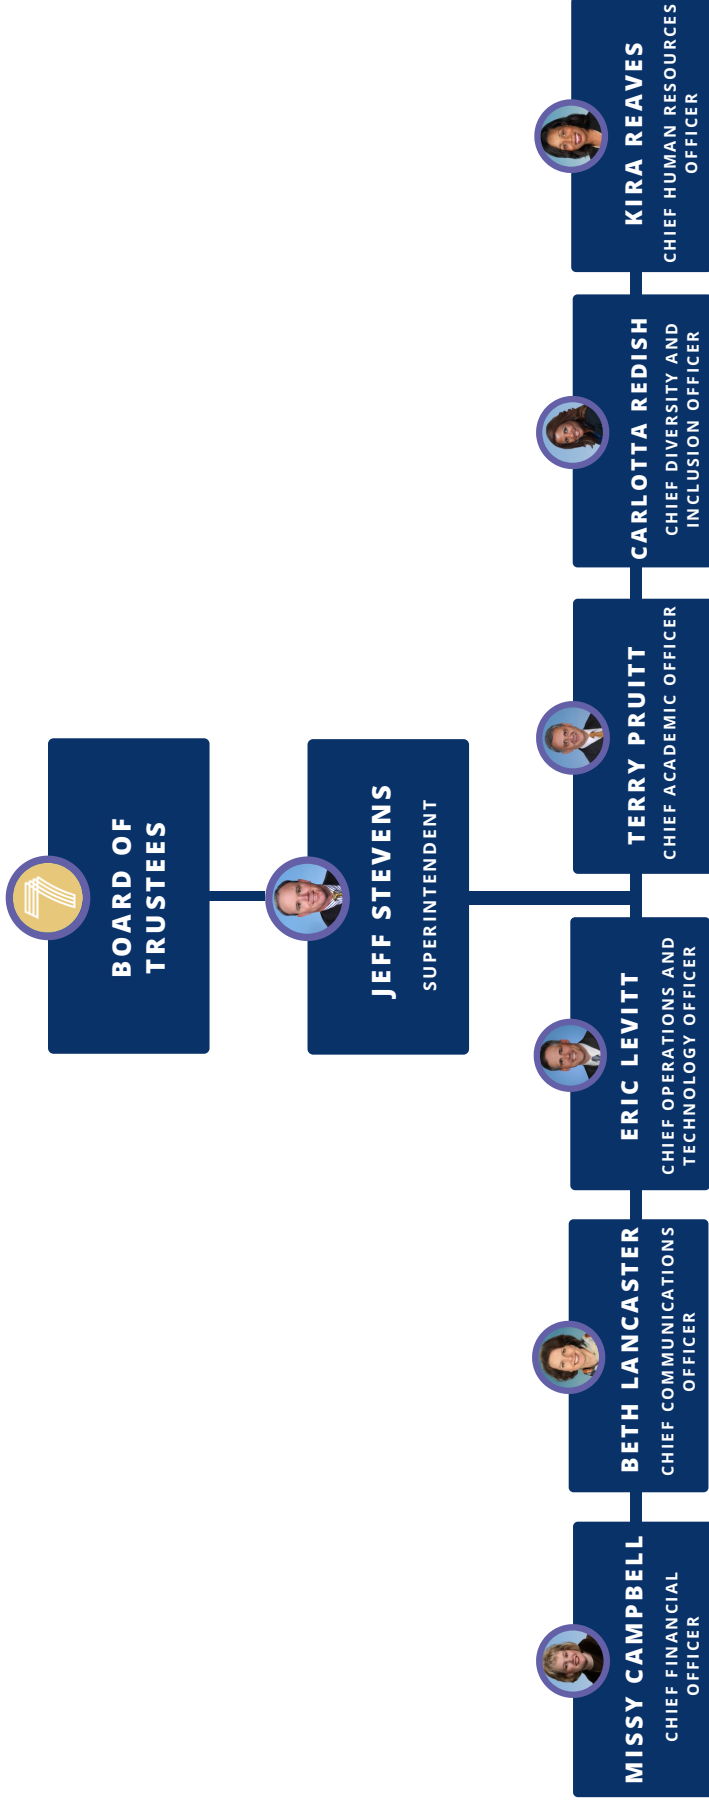 BOARD OF
TRUSTEES
JEFF STEVENS
SUPERINTENDENT
MISSY CAMPBELL
CHIEF FINANCIAL
OFFICER
BETH LANCASTER
CHIEF COMMUNICATIONS
OFFICER
ERIC LEVITT
CHIEF OPERATIONS AND
TECHNOLOGY OFFICER
TERRY PRUITT
CHIEF ACADEMIC OFFICER
CARLOTTA REDISH
CHIEF DIVERSITY AND
INCLUSION OFFICER
KIRA REAVES
CHIEF HUMAN RESOURCES
OFFICER
7